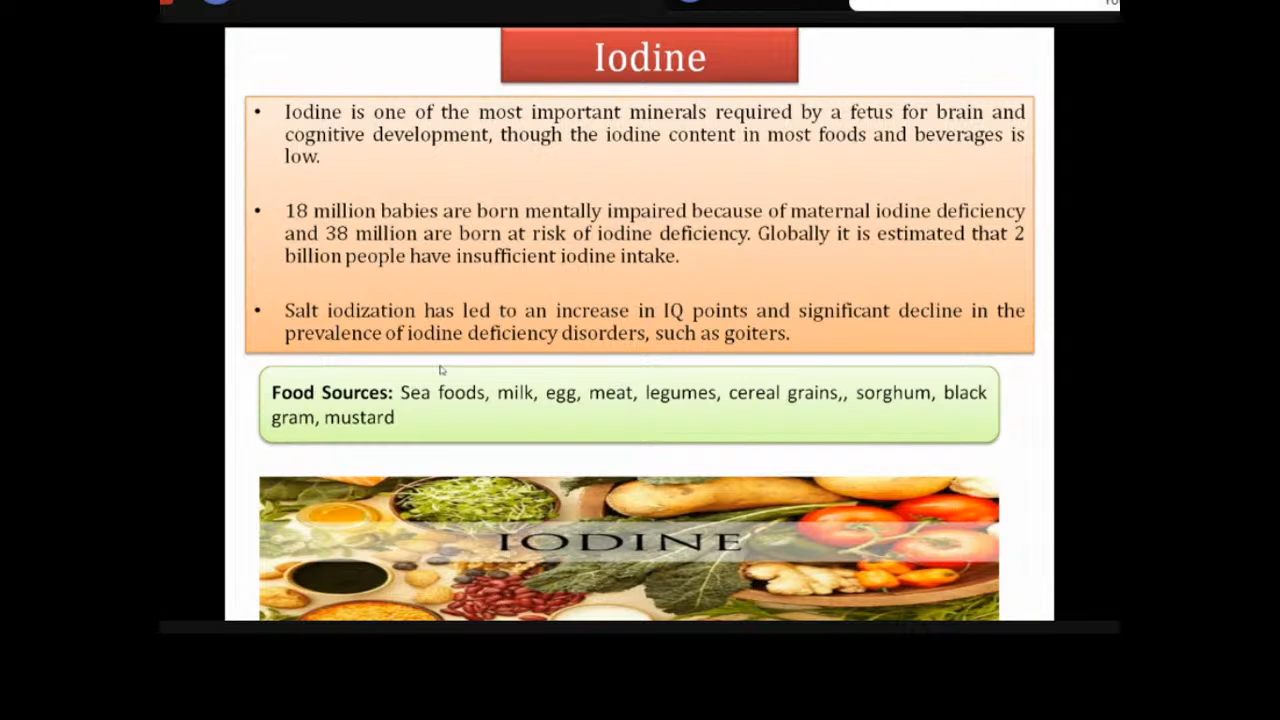 Iodine
• Iodine is one of the most important minerals required by a fetus for brain and
cognitive development, though the iodine content in most foods and beverages is
low.
• 18 million babies are born mentally impaired because of maternal iodine deficiency
and 38 million are born at risk of iodine deficiency. Globally it is estimated that 2
billion people have insufficient iodine intake.
• Salt iodization has led to an increase in IQ points and significant decline in the
prevalence of iodine deficiency disorders, such as goiters.
Food Sources: Sea foods, milk, egg, meat, legumes, cereal grains,, sorghum, black
gram, mustard
IODINE